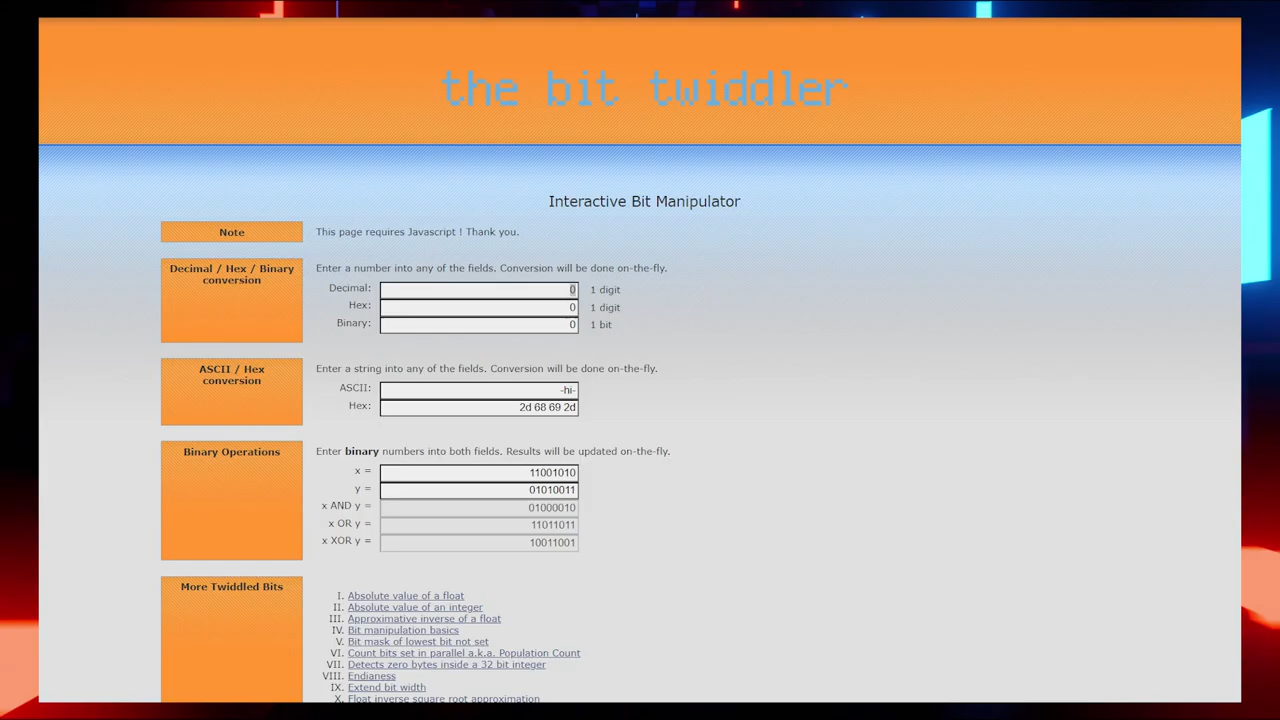 the bit twiddler
Interactive Bit Manipulator
Note
This page requires Javascript ! Thank you.
Decimal / Hex / Binary
conversion
Enter a number into any of the fields. Conversion will be done on-the-fly.
Decimal: 0 1 digit
Hex: 0 1 digit
Binary: 0 1 bit
ASCII / Hex
conversion
Enter a string into any of the fields. Conversion will be done on-the-fly.
ASCII: -hi-
Hex: 2d 68 69 2d
Binary Operations
Enter binary numbers into both fields. Results will be updated on-the-fly.
x = 11001010
y = 01010011
x AND y = 01000010
x OR y = 11011011
x XOR y = 10011001
More Twiddled Bits
I. Absolute value of a float
II. Absolute value of an integer
III. Approximative inverse of a float
IV. Bit manipulation basics
V. Bit mask of lowest bit not set
VI. Count bits set in parallel a.k.a. Population Count
VII. Detects zero bytes inside a 32 bit integer
VIII. Endianess
IX. Extend bit width
X. Float inverse square root approximation